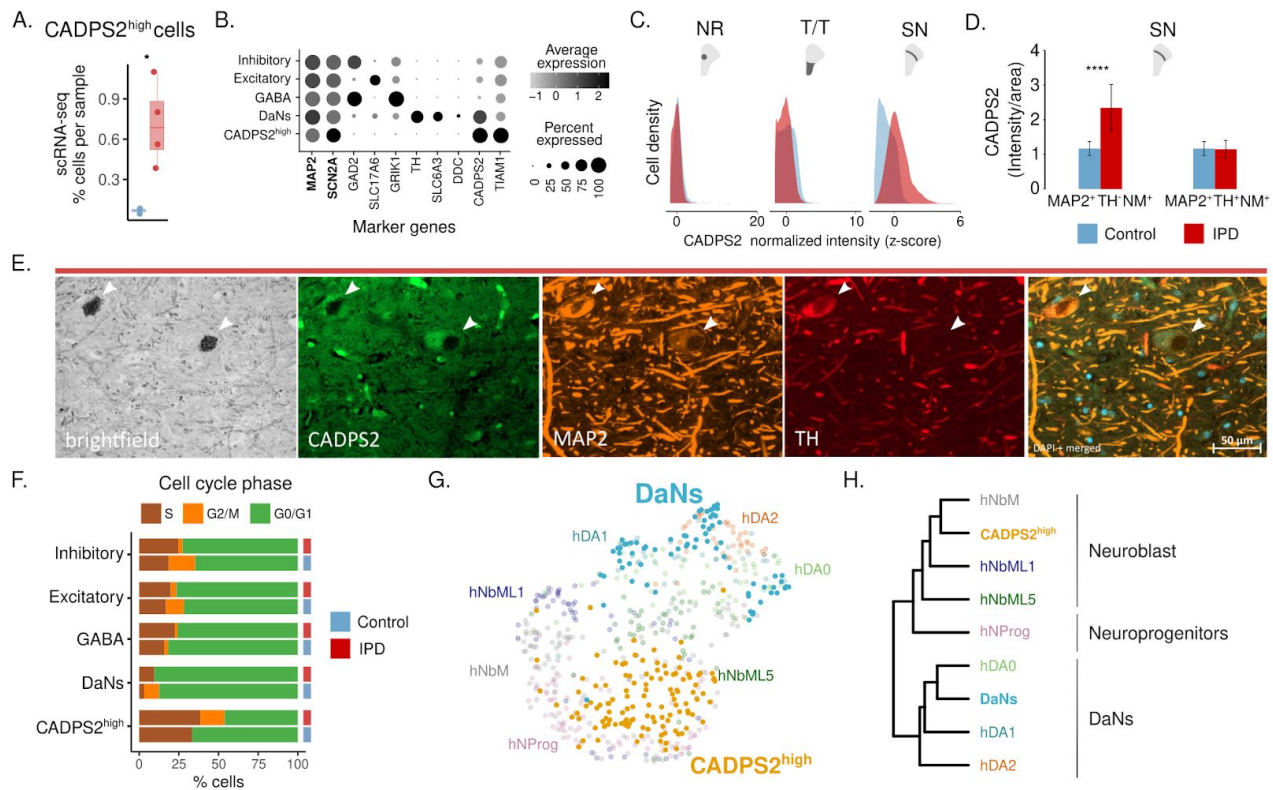 A.
CADPS2high cells
*
scRNA-seq
% cells per sample
0.9
0.6
0.3
B.
Inhibitory
Excitatory
GABA
DaNs
CADPS2high
MAP2
SCN2A
GAD2
SLC17A6
GRIK1
TH
SLC6A3
DDC
CADPS2
TIAM1
Marker genes
Average
expression
−1 0 1 2
Percent
expressed
0
25
50
75
100
C.
NR
T/T
SN
Cell density
0 20
0 10
0 6
CADPS2 normalized intensity (z-score)
D.
SN
CADPS2
(Intensity/area)
4
3
2
1
0
****
MAP2+TH-NM+
MAP2+TH+NM+
Control
IPD
E.
brightfield
CADPS2
MAP2
TH
DAPI + merged
50 µm
F.
Cell cycle phase
S
G2/M
G0/G1
Inhibitory
Excitatory
GABA
DaNs
CADPS2high
0 25 50 75 100
% cells
Control
IPD
G.
DaNs
hDA2
hDA1
hDA0
hNbML1
hNbM
hNbML5
hNProg
CADPS2high
H.
hNbM
CADPS2high
hNbML1
hNbML5
hNProg
hDA0
DaNs
hDA1
hDA2
Neuroblast
Neuroprogenitors
DaNs